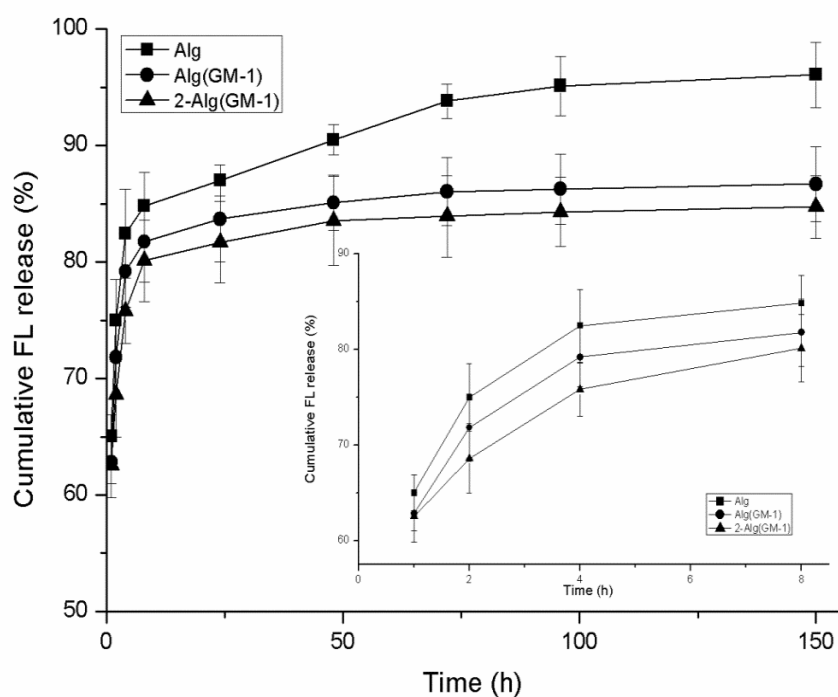 Cumulative FL release (%)
100
90
80
70
60
50
Alg
Alg(GM-1)
2-Alg(GM-1)
Cumulative FL release (%)
90
80
70
60
Alg
Alg(GM-1)
2-Alg(GM-1)
0 2 4 6 8
Time (h)
0 50 100 150
Time (h)